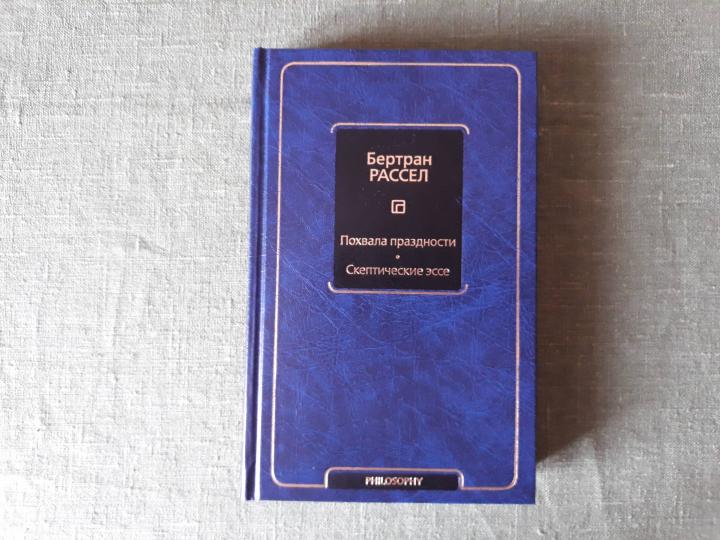 Бертран
РАССЕЛ
Похвала праздности
•
Скептические эссе
PHILOSOPHY